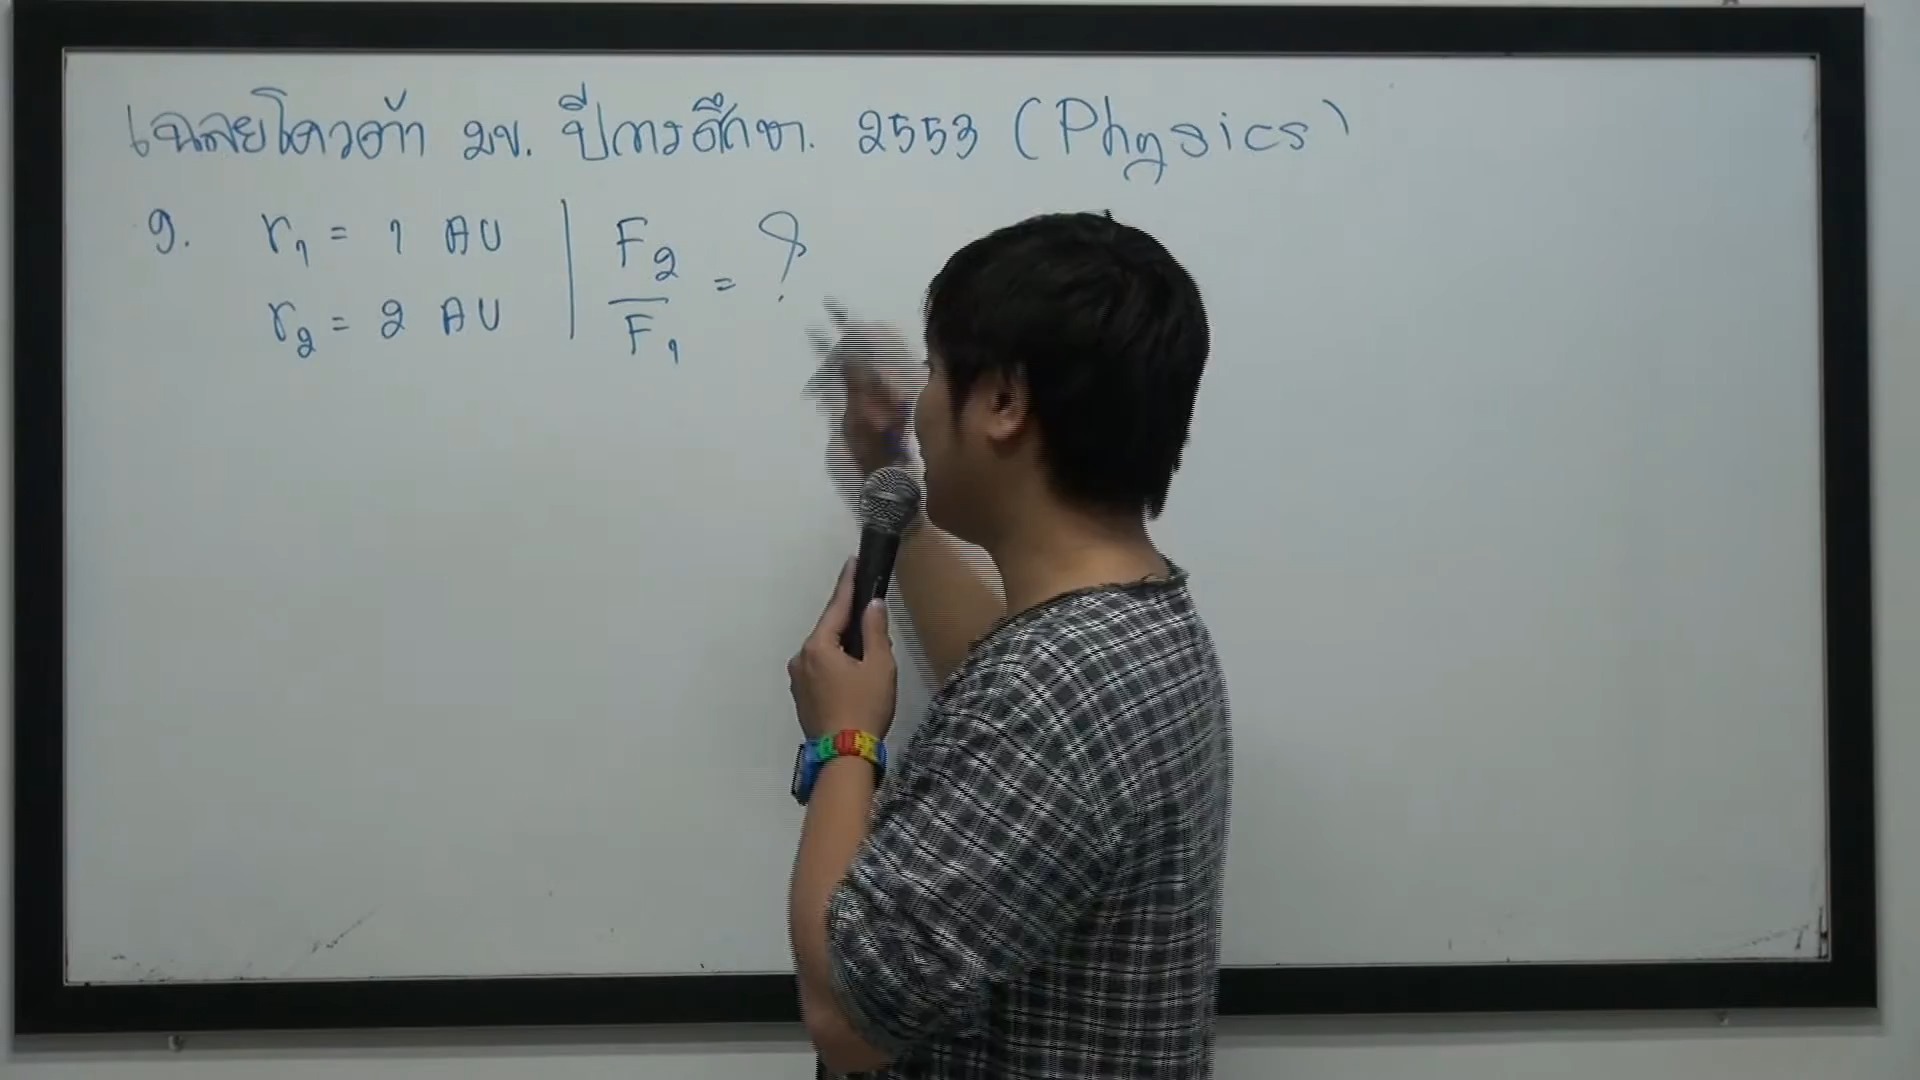 เฉลยโควต้า มข. ปีการศึกษา. 2553 (Physics)
9. r₁ = 1 AU
r₂ = 2 AU
F₂ / F₁ = ?